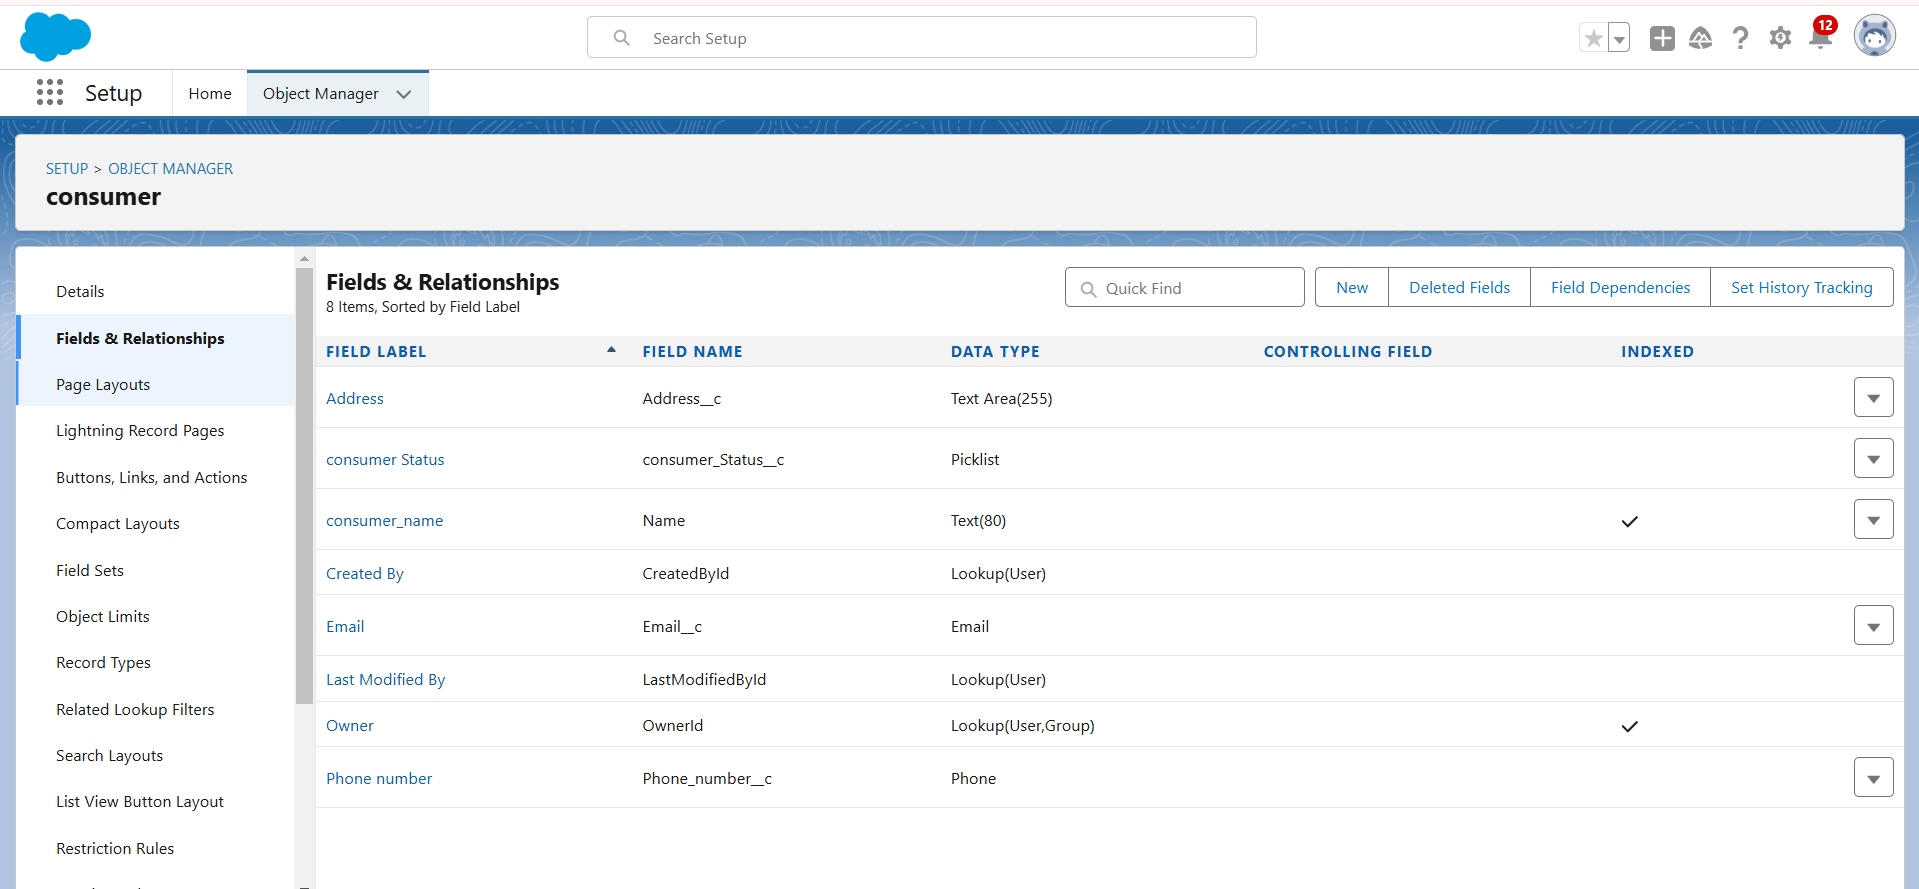 Search Setup
12
Setup
Home
Object Manager
SETUP > OBJECT MANAGER
consumer
Details
Fields & Relationships
Page Layouts
Lightning Record Pages
Buttons, Links, and Actions
Compact Layouts
Field Sets
Object Limits
Record Types
Related Lookup Filters
Search Layouts
List View Button Layout
Restriction Rules
Fields & Relationships
8 Items, Sorted by Field Label
Quick Find
New
Deleted Fields
Field Dependencies
Set History Tracking
FIELD LABEL FIELD NAME DATA TYPE CONTROLLING FIELD INDEXED
Address Address__c Text Area(255)
consumer Status consumer_Status__c Picklist
consumer_name Name Text(80)
Created By CreatedById Lookup(User)
Email Email__c Email
Last Modified By LastModifiedById Lookup(User)
Owner OwnerId Lookup(User,Group)
Phone number Phone_number__c Phone